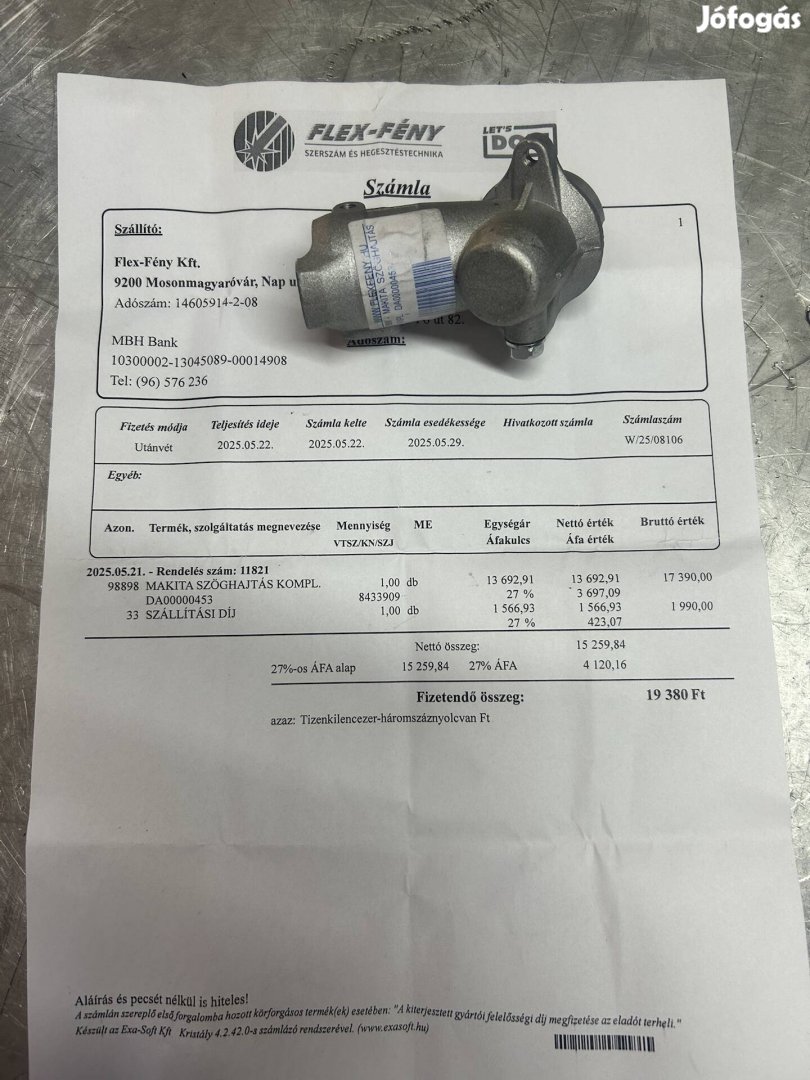 Jófogás
FLEX-FÉNY
SZERSZÁM ÉS HEGESZTÉSTECHNIKA
LET'S
DO
Számla
Szállító:
1
Flex-Fény Kft.
9200 Mosonmagyaróvár, Nap u
Adószám: 14605914-2-08
út 82.
Adószám:
MBH Bank
10300002-13045089-00014908
Tel: (96) 576 236
MAKITA SZÖGHAJTÁS
Fizetés módja Teljesítés ideje Számla kelte Számla esedékessége Hivatkozott számla Számlaszám
Utánvét 2025.05.22. 2025.05.22. 2025.05.29. W/25/08106
Egyéb:
Azon. Termék, szolgáltatás megnevezése Mennyiség ME Egységár Nettó érték Bruttó érték
VTSZ/KN/SZJ Áfakulcs Áfa érték
2025.05.21. - Rendelés szám: 11821
98898 MAKITA SZÖGHAJTÁS KOMPL. 1,00 db 13 692,91 13 692,91 17 390,00
DA00000453 8433909 27 % 3 697,09
33 SZÁLLÍTÁSI DÍJ 1,00 db 1 566,93 1 566,93 1 990,00
27 % 423,07
Nettó összeg: 15 259,84
27%-os ÁFA alap 15 259,84 27% ÁFA 4 120,16
Fizetendő összeg: 19 380 Ft
azaz: Tizenkilencezer-háromszáznyolcvan Ft
Aláírás és pecsét nélkül is hiteles!
A számlán szereplő első forgalomba hozott körforgásos termék(ek) esetében: "A kiterjesztett gyártói felelősségi díj megfizetése az eladót terheli."
Készült az Exa-Soft Kft Kristály 4.2.42.0-s számlázó rendszerével. (www.exasoft.hu)